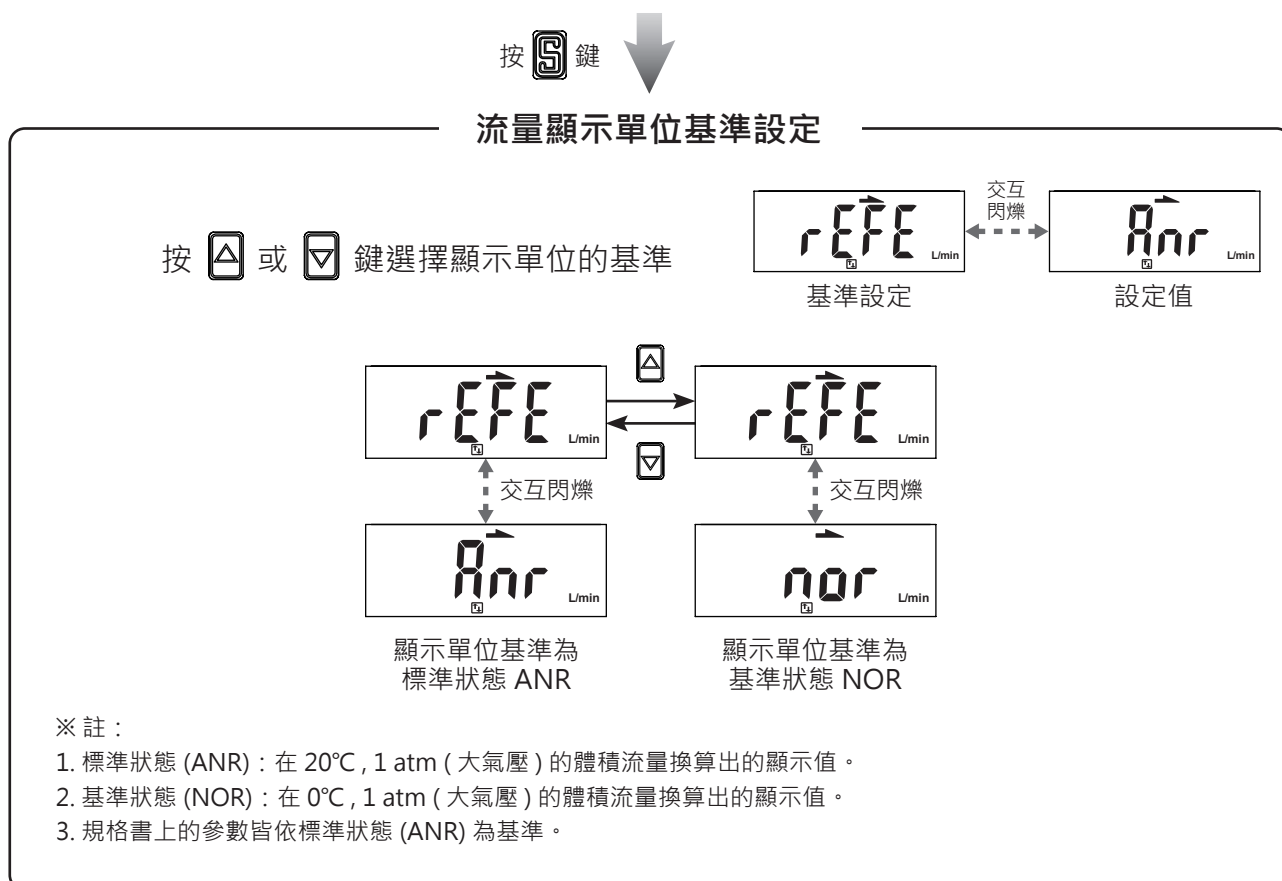 按 S 鍵
流量顯示單位基準設定
按 △ 或 ▽ 鍵選擇顯示單位的基準
rEFE L/min
交互
閃爍
Anr L/min
基準設定
設定值
rEFE L/min
rEFE L/min
交互閃爍
交互閃爍
Anr L/min
nor L/min
顯示單位基準為
標準狀態 ANR
顯示單位基準為
基準狀態 NOR
※ 註：
1. 標準狀態 (ANR)：在 20℃ , 1 atm ( 大氣壓 ) 的體積流量換算出的顯示值。
2. 基準狀態 (NOR)：在 0℃ , 1 atm ( 大氣壓 ) 的體積流量換算出的顯示值。
3. 規格書上的參數皆依標準狀態 (ANR) 為基準。